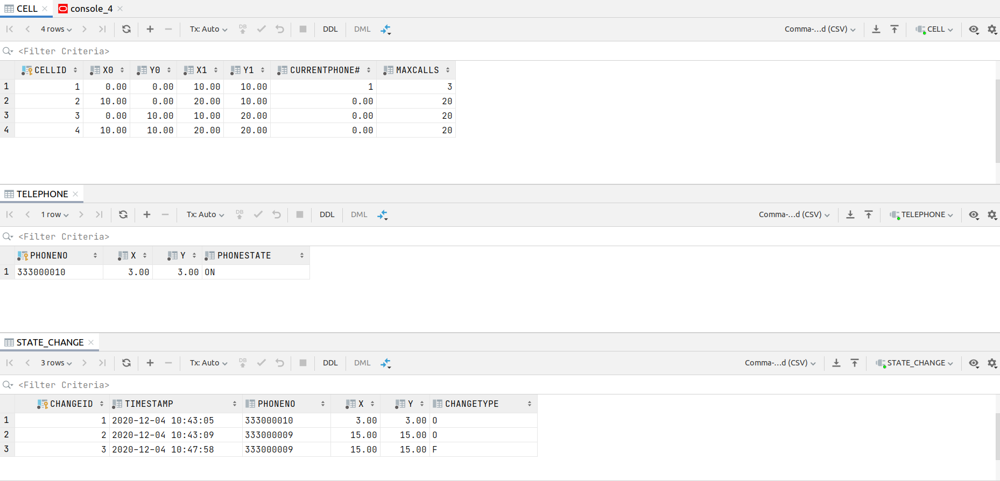 CELL console_4
4 rows Tx: Auto DB DDL DML Comma-...d (CSV) CELL
<Filter Criteria>
CELLID X0 Y0 X1 Y1 CURRENTPHONE# MAXCALLS
1 1 0.00 0.00 10.00 10.00 1 3
2 2 10.00 0.00 20.00 10.00 0.00 20
3 3 0.00 10.00 10.00 20.00 0.00 20
4 4 10.00 10.00 20.00 20.00 0.00 20
TELEPHONE
1 row Tx: Auto DB DDL DML Comma-...d (CSV) TELEPHONE
<Filter Criteria>
PHONENO X Y PHONESTATE
1 333000010 3.00 3.00 ON
STATE_CHANGE
3 rows Tx: Auto DB DDL DML Comma-...d (CSV) STATE_CHANGE
<Filter Criteria>
CHANGEID TIMESTAMP PHONENO X Y CHANGETYPE
1 1 2020-12-04 10:43:05 333000010 3.00 3.00 O
2 2 2020-12-04 10:43:09 333000009 15.00 15.00 O
3 3 2020-12-04 10:47:58 333000009 15.00 15.00 F